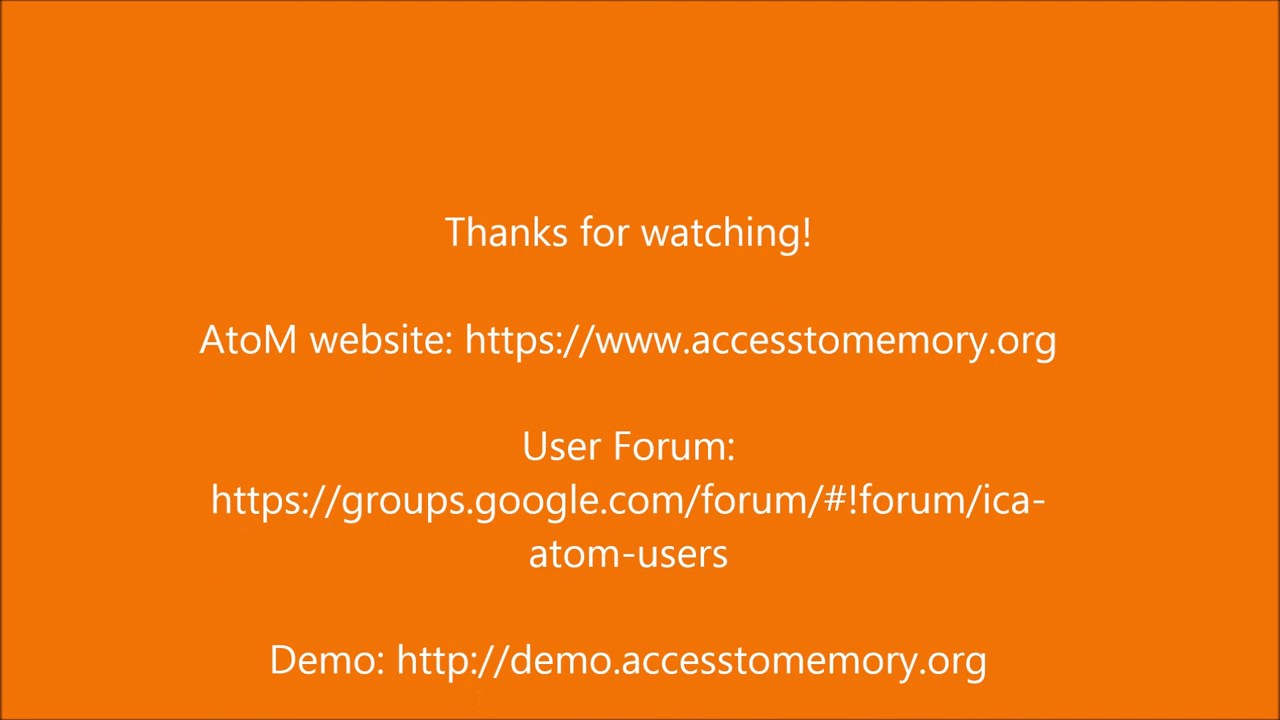 Thanks for watching!
AtoM website: https://www.accesstomemory.org
User Forum:
https://groups.google.com/forum/#!forum/ica-
atom-users
Demo: http://demo.accesstomemory.org